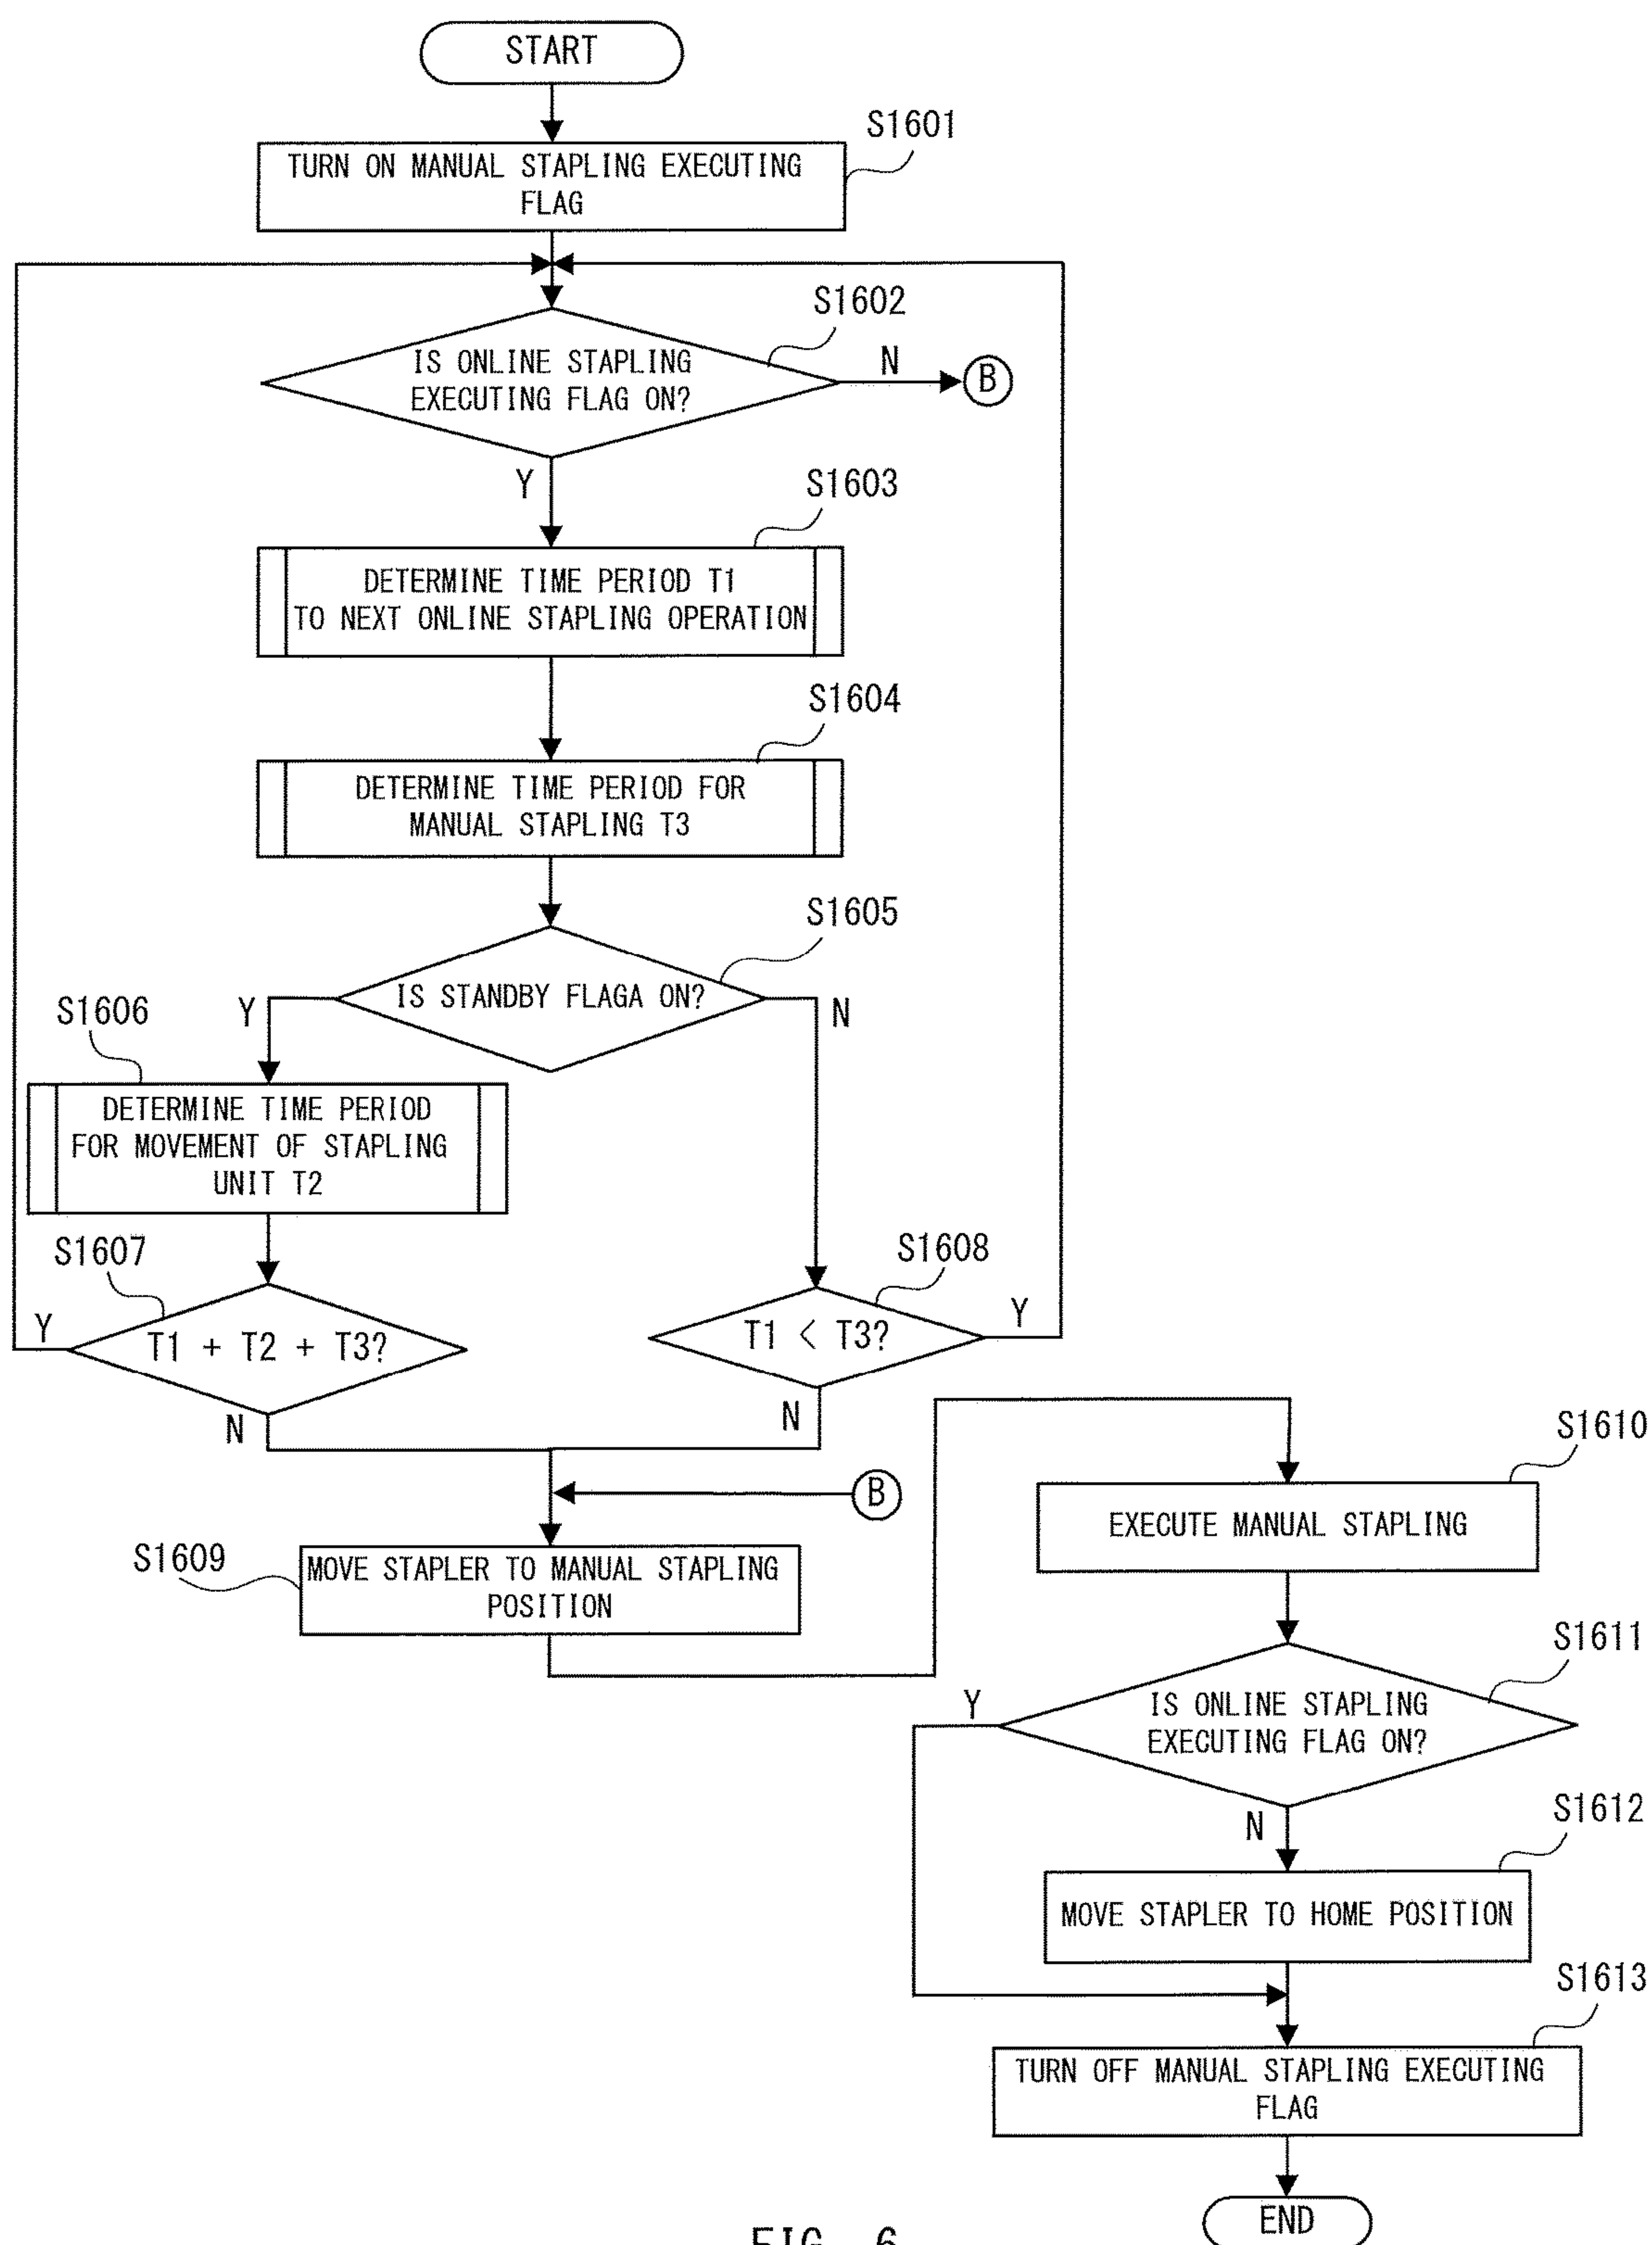 START
S1601
TURN ON MANUAL STAPLING EXECUTING
FLAG
S1602
IS ONLINE STAPLING
EXECUTING FLAG ON?
N
B
Y
S1603
DETERMINE TIME PERIOD T1
TO NEXT ONLINE STAPLING OPERATION
S1604
DETERMINE TIME PERIOD FOR
MANUAL STAPLING T3
S1605
IS STANDBY FLAGA ON?
Y
N
S1606
DETERMINE TIME PERIOD
FOR MOVEMENT OF STAPLING
UNIT T2
S1607
T1 + T2 + T3?
Y
N
S1608
T1 < T3?
Y
N
B
S1609
MOVE STAPLER TO MANUAL STAPLING
POSITION
S1610
EXECUTE MANUAL STAPLING
S1611
IS ONLINE STAPLING
EXECUTING FLAG ON?
Y
N
S1612
MOVE STAPLER TO HOME POSITION
S1613
TURN OFF MANUAL STAPLING EXECUTING
FLAG
END
FIG. 6